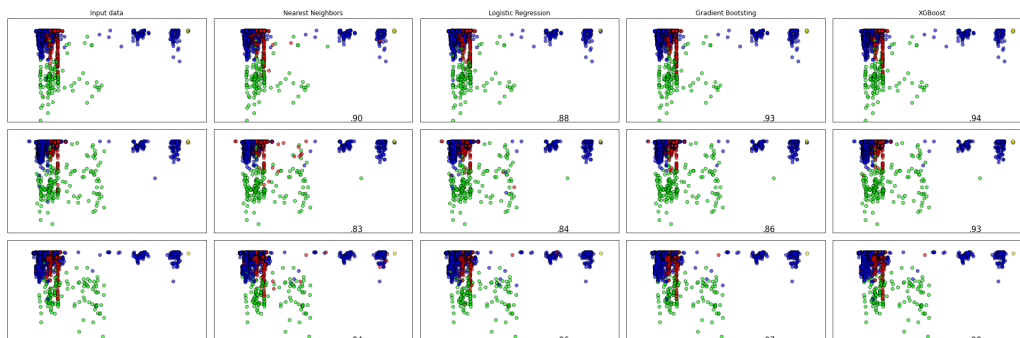 Input data
Nearest Neighbors
Logistic Regression
Gradient Bootsting
XGBoost
.90
.88
.93
.94
.83
.84
.86
.93